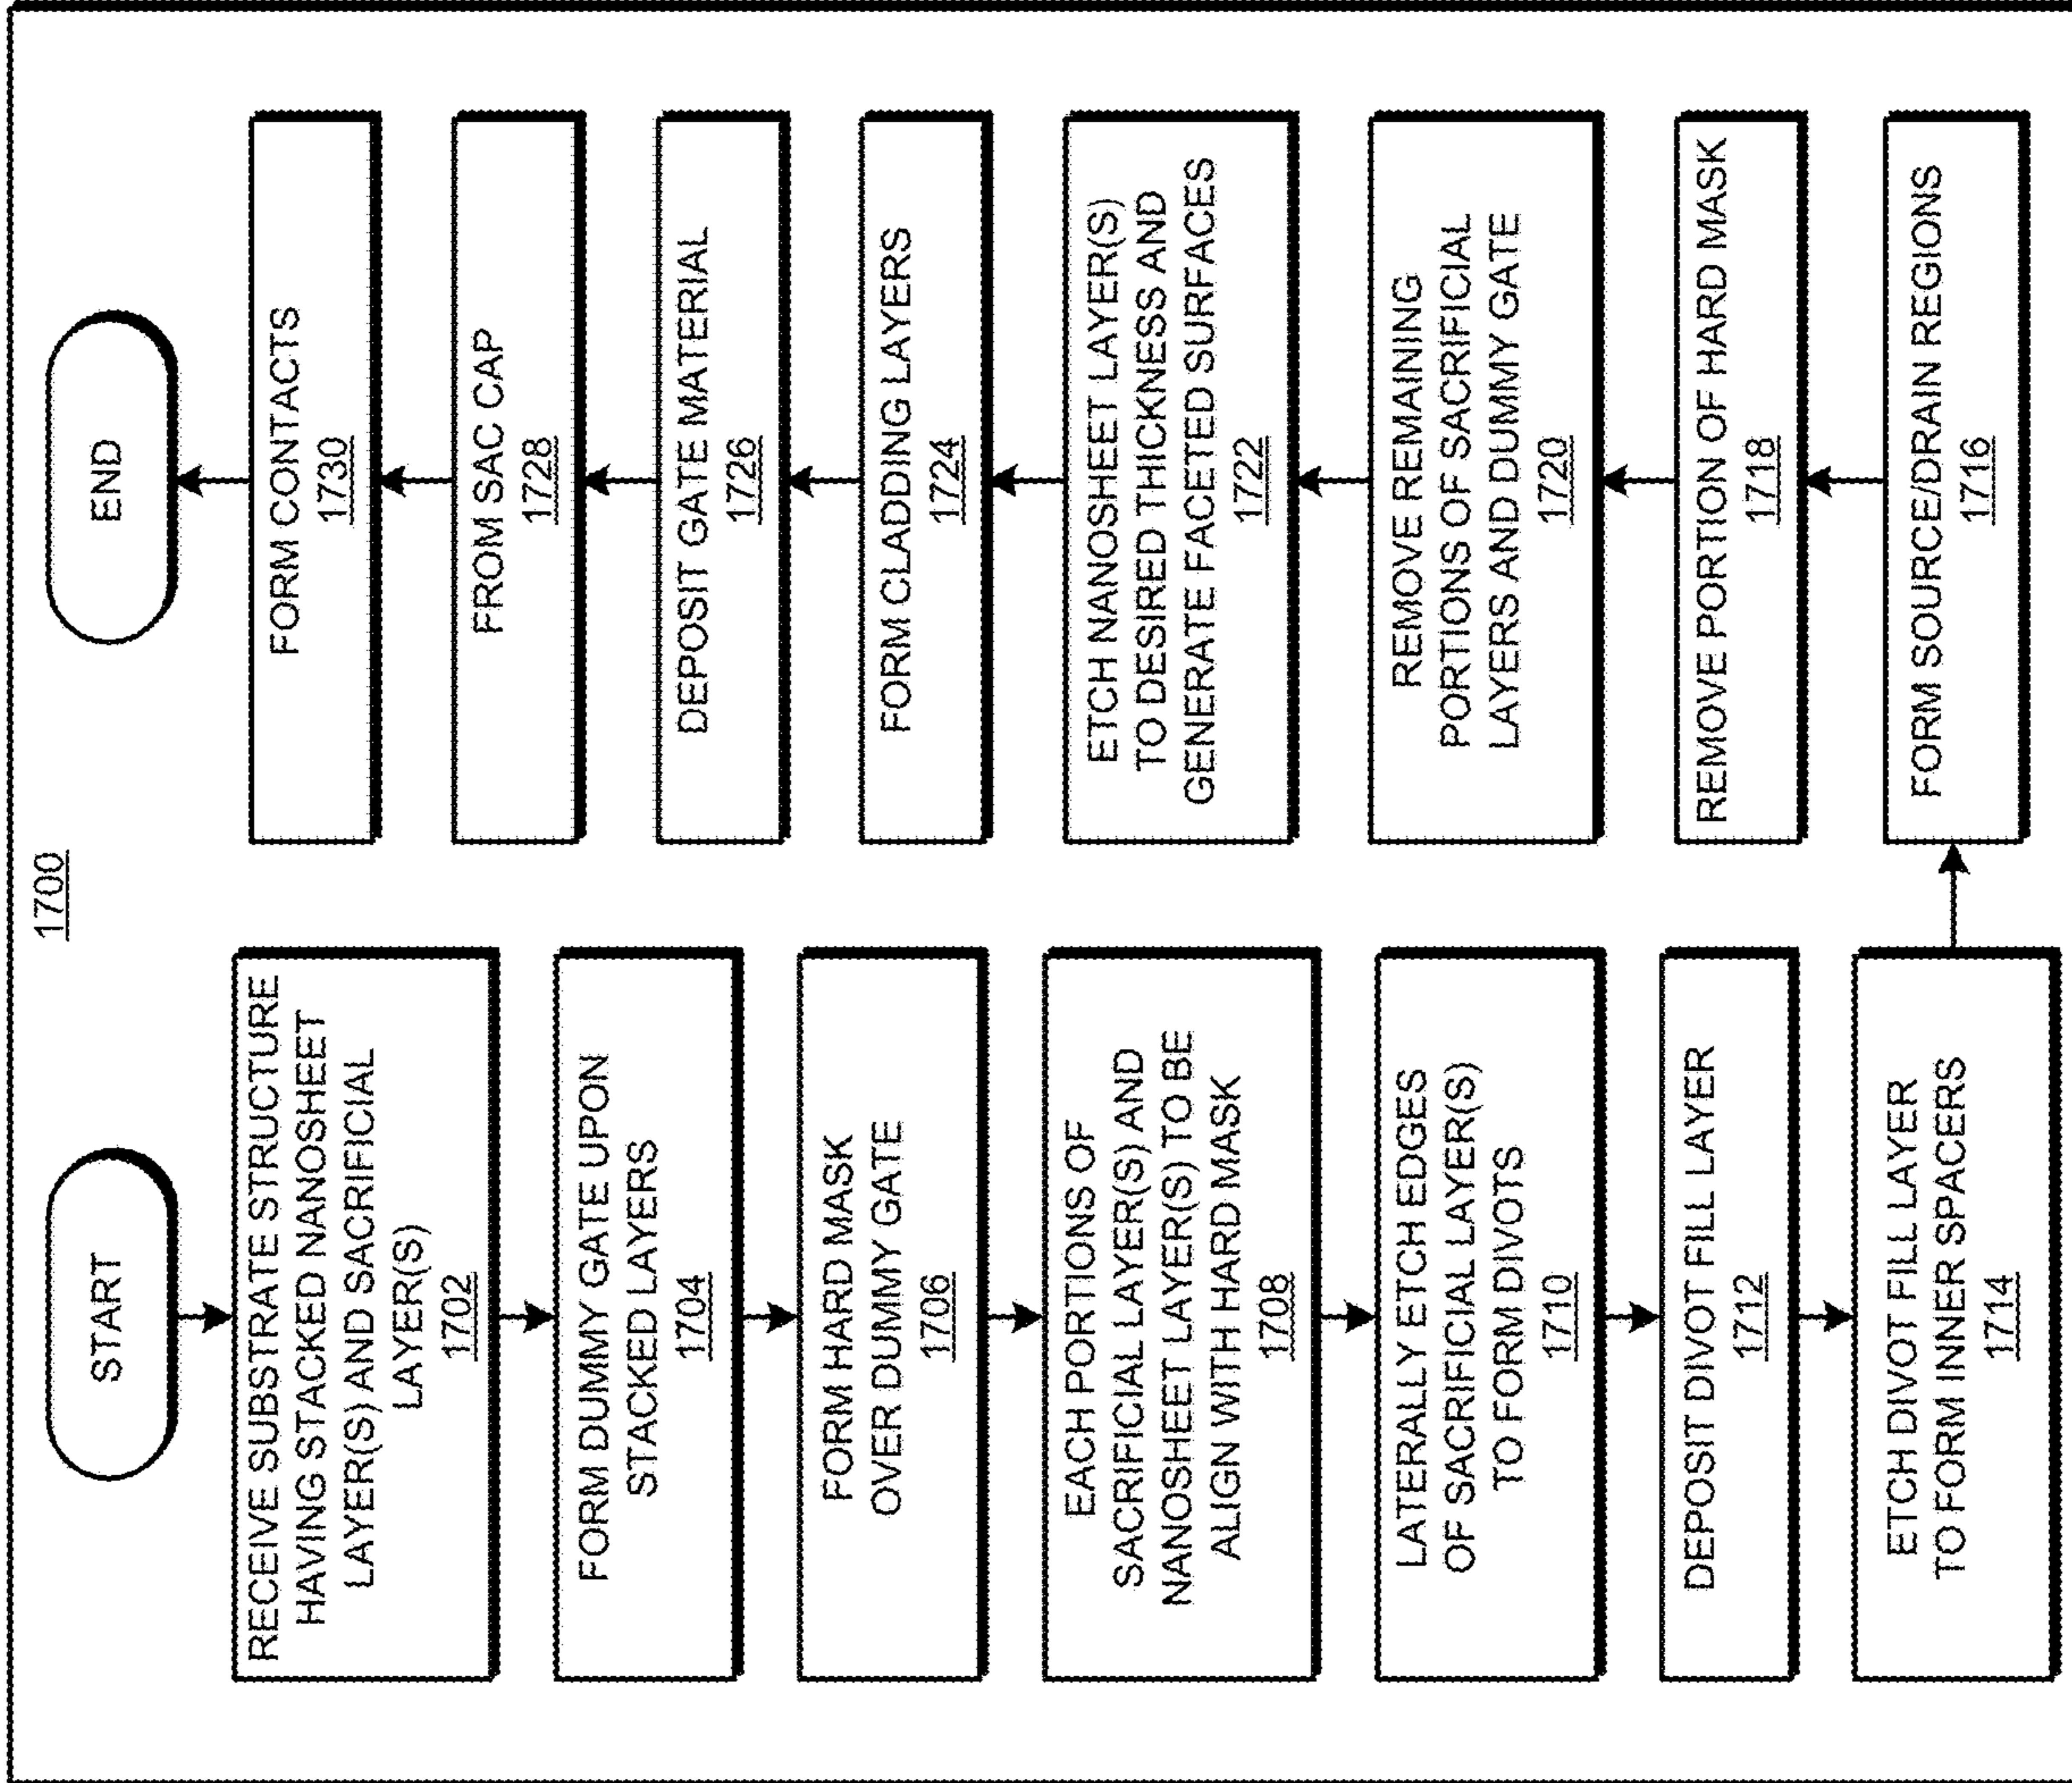 1700
START
RECEIVE SUBSTRATE STRUCTURE
HAVING STACKED NANOSHEET
LAYER(S) AND SACRIFICIAL
LAYER(S)
1702
FORM DUMMY GATE UPON
STACKED LAYERS
1704
FORM HARD MASK
OVER DUMMY GATE
1706
EACH PORTIONS OF
SACRIFICIAL LAYER(S) AND
NANOSHEET LAYER(S) TO BE
ALIGN WITH HARD MASK
1708
LATERALLY ETCH EDGES
OF SACRIFICIAL LAYER(S)
TO FORM DIVOTS
1710
DEPOSIT DIVOT FILL LAYER
1712
ETCH DIVOT FILL LAYER
TO FORM INNER SPACERS
1714
FORM SOURCE/DRAIN REGIONS
1716
REMOVE PORTION OF HARD MASK
1718
REMOVE REMAINING
PORTIONS OF SACRIFICIAL
LAYERS AND DUMMY GATE
1720
ETCH NANOSHEET LAYER(S)
TO DESIRED THICKNESS AND
GENERATE FACETED SURFACES
1722
FORM CLADDING LAYERS
1724
DEPOSIT GATE MATERIAL
1726
FROM SAC CAP
1728
FORM CONTACTS
1730
END